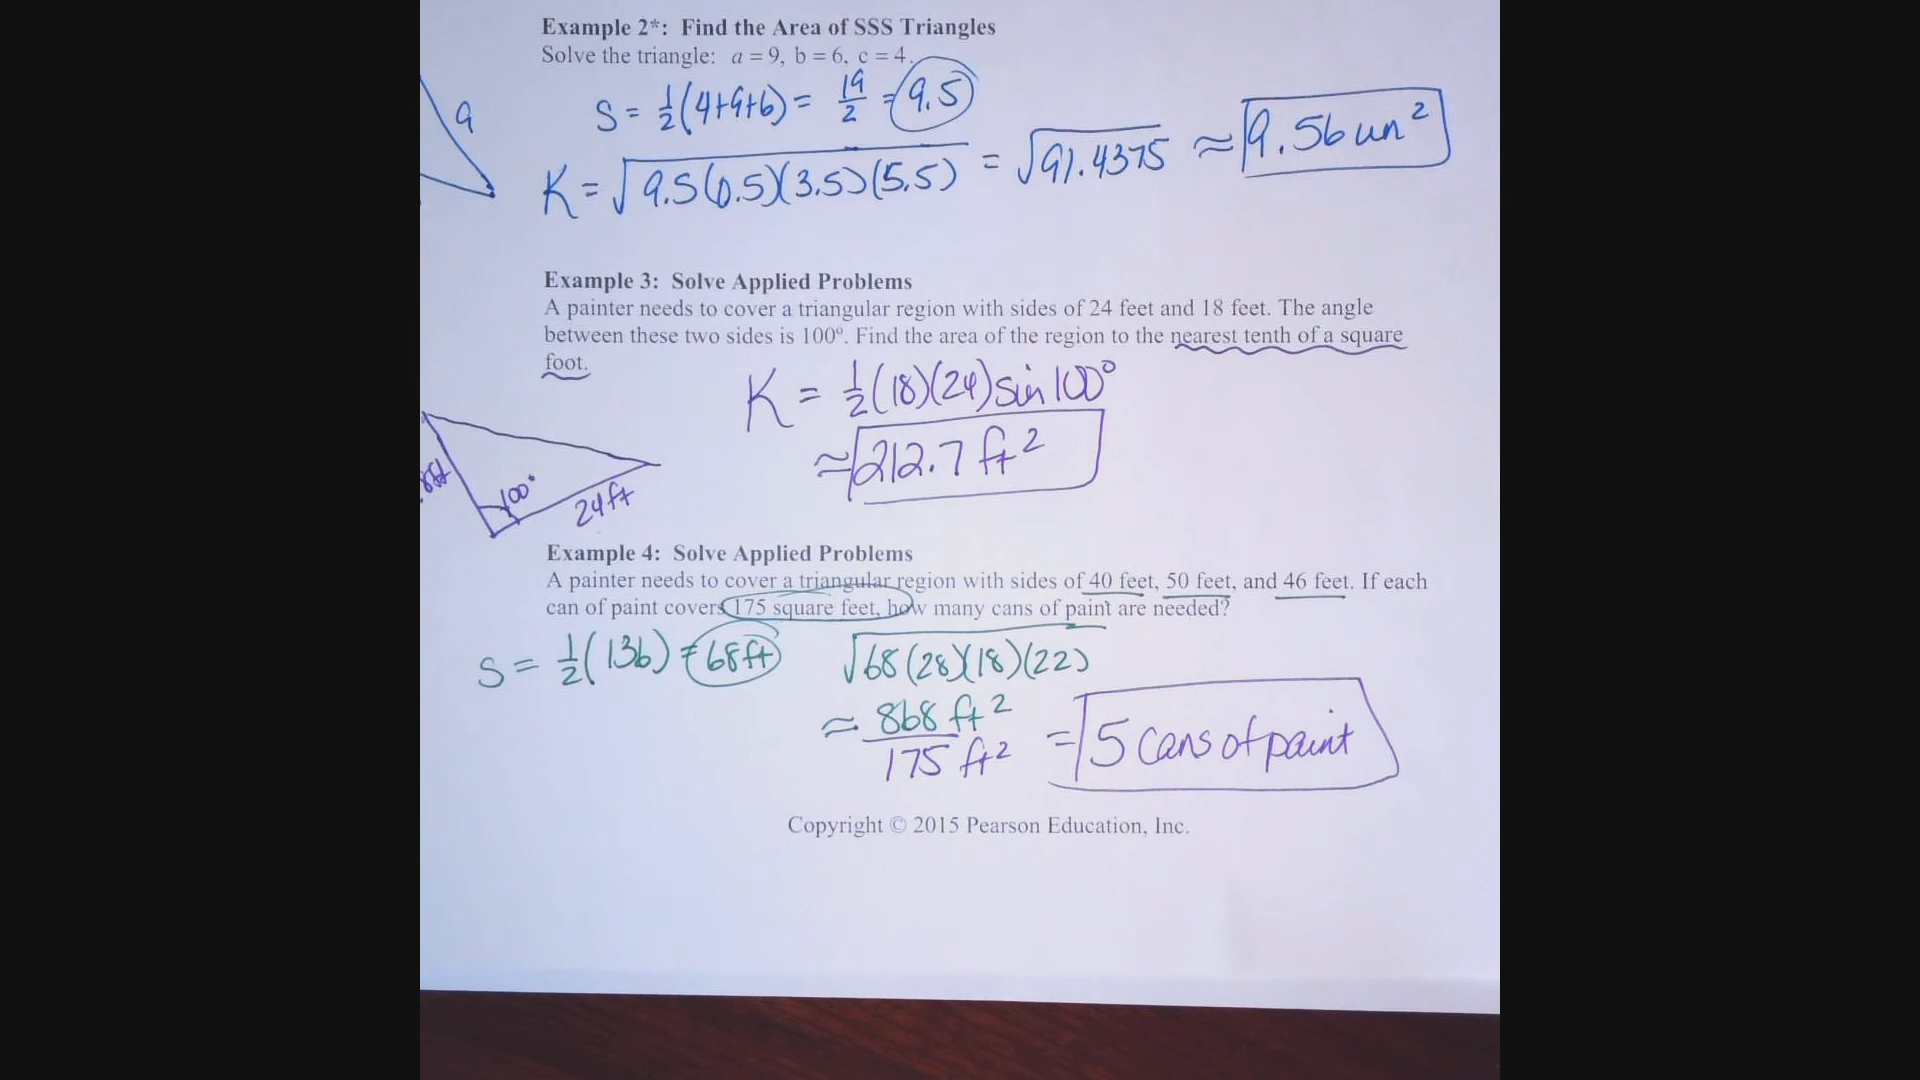 Example 2*: Find the Area of SSS Triangles
Solve the triangle: a = 9, b = 6, c = 4.
S = 1/2(4+9+6) = 19/2 = 9.5
9
K = √9.5(0.5)(3.5)(5.5) = √91.4375 ≈ 9.56 un²
Example 3: Solve Applied Problems
A painter needs to cover a triangular region with sides of 24 feet and 18 feet. The angle
between these two sides is 100°. Find the area of the region to the nearest tenth of a square
foot.
K = 1/2(18)(24) sin 100°
≈ 212.7 ft²
8ft
100°
24ft
Example 4: Solve Applied Problems
A painter needs to cover a triangular region with sides of 40 feet, 50 feet, and 46 feet. If each
can of paint covers 175 square feet, how many cans of paint are needed?
S = 1/2(136) = 68ft √68(28)(18)(22)
≈ 868 ft²
175 ft² = 5 cans of paint
Copyright © 2015 Pearson Education, Inc.